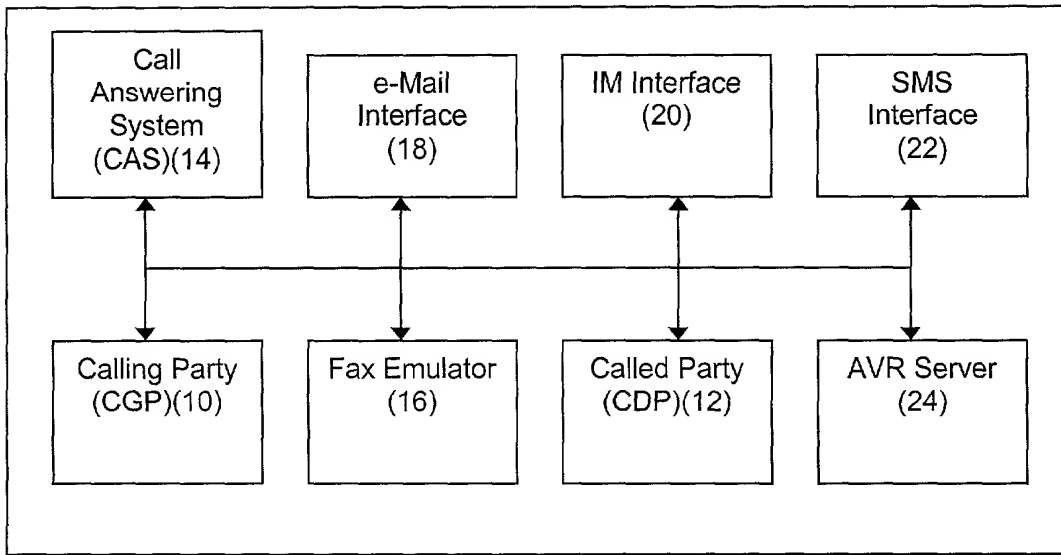 Call
Answering
System
(CAS)(14)
e-Mail
Interface
(18)
IM Interface
(20)
SMS
Interface
(22)
Calling Party
(CGP)(10)
Fax Emulator
(16)
Called Party
(CDP)(12)
AVR Server
(24)